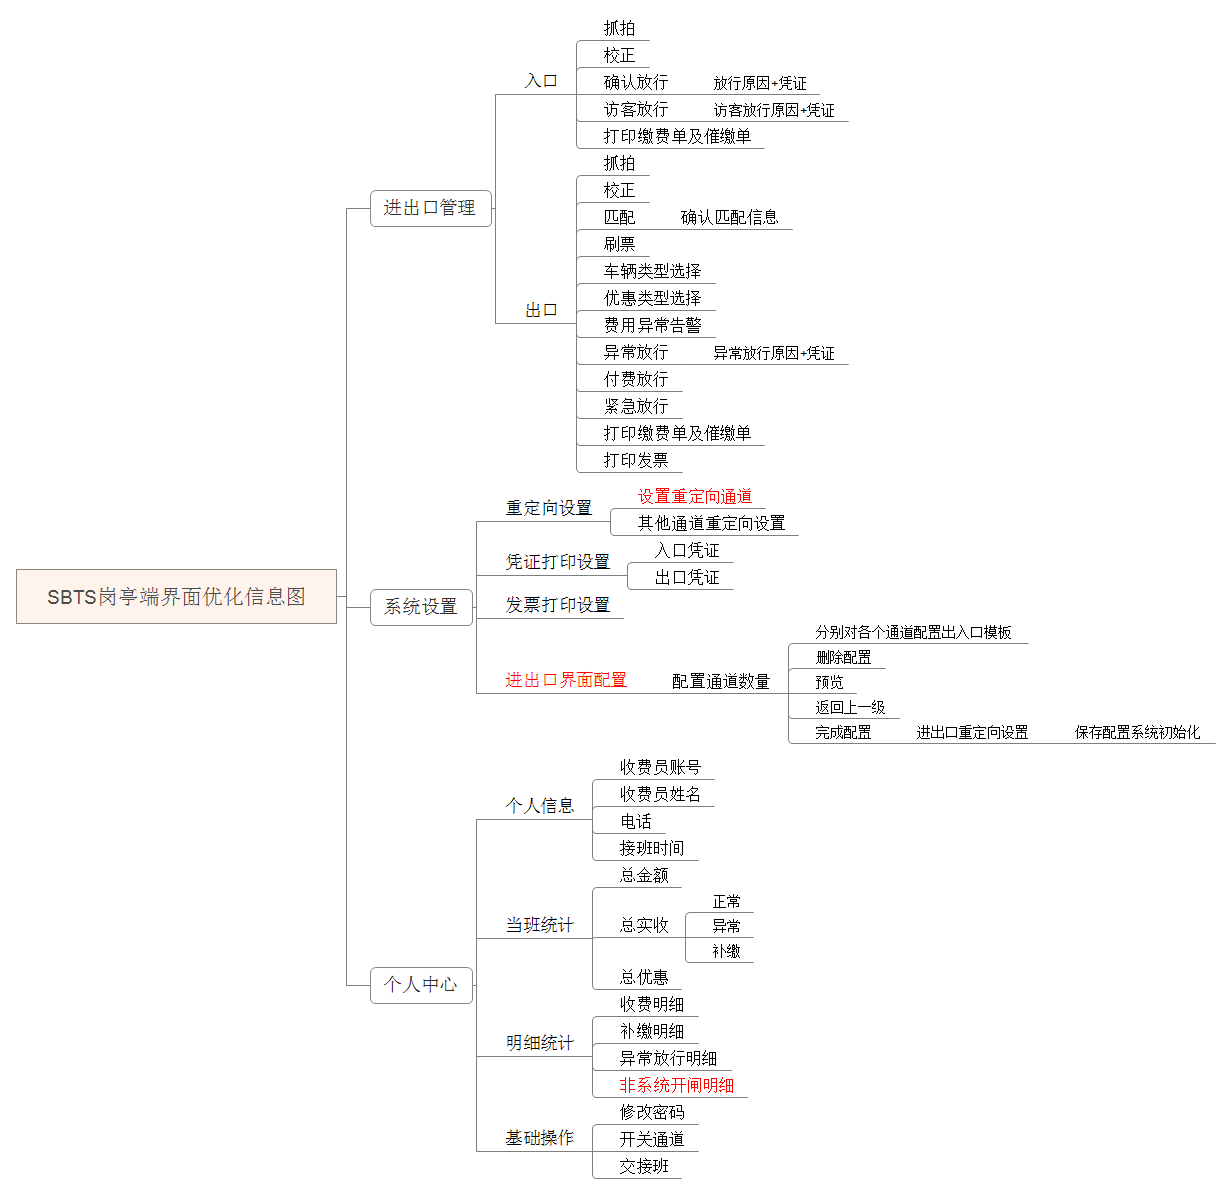 SBTS岗亭端界面优化信息图
进出口管理
入口
抓拍
校正
确认放行
放行原因+凭证
访客放行
访客放行原因+凭证
打印缴费单及催缴单
出口
抓拍
校正
匹配
确认匹配信息
刷票
车辆类型选择
优惠类型选择
费用异常告警
异常放行
异常放行原因+凭证
付费放行
紧急放行
打印缴费单及催缴单
打印发票
系统设置
重定向设置
设置重定向通道
其他通道重定向设置
凭证打印设置
入口凭证
出口凭证
发票打印设置
进出口界面配置
配置通道数量
分别对各个通道配置出入口模板
删除配置
预览
返回上一级
完成配置
进出口重定向设置
保存配置系统初始化
个人中心
个人信息
收费员账号
收费员姓名
电话
接班时间
当班统计
总金额
总实收
正常
异常
补缴
总优惠
明细统计
收费明细
补缴明细
异常放行明细
非系统开闸明细
基础操作
修改密码
开关通道
交接班